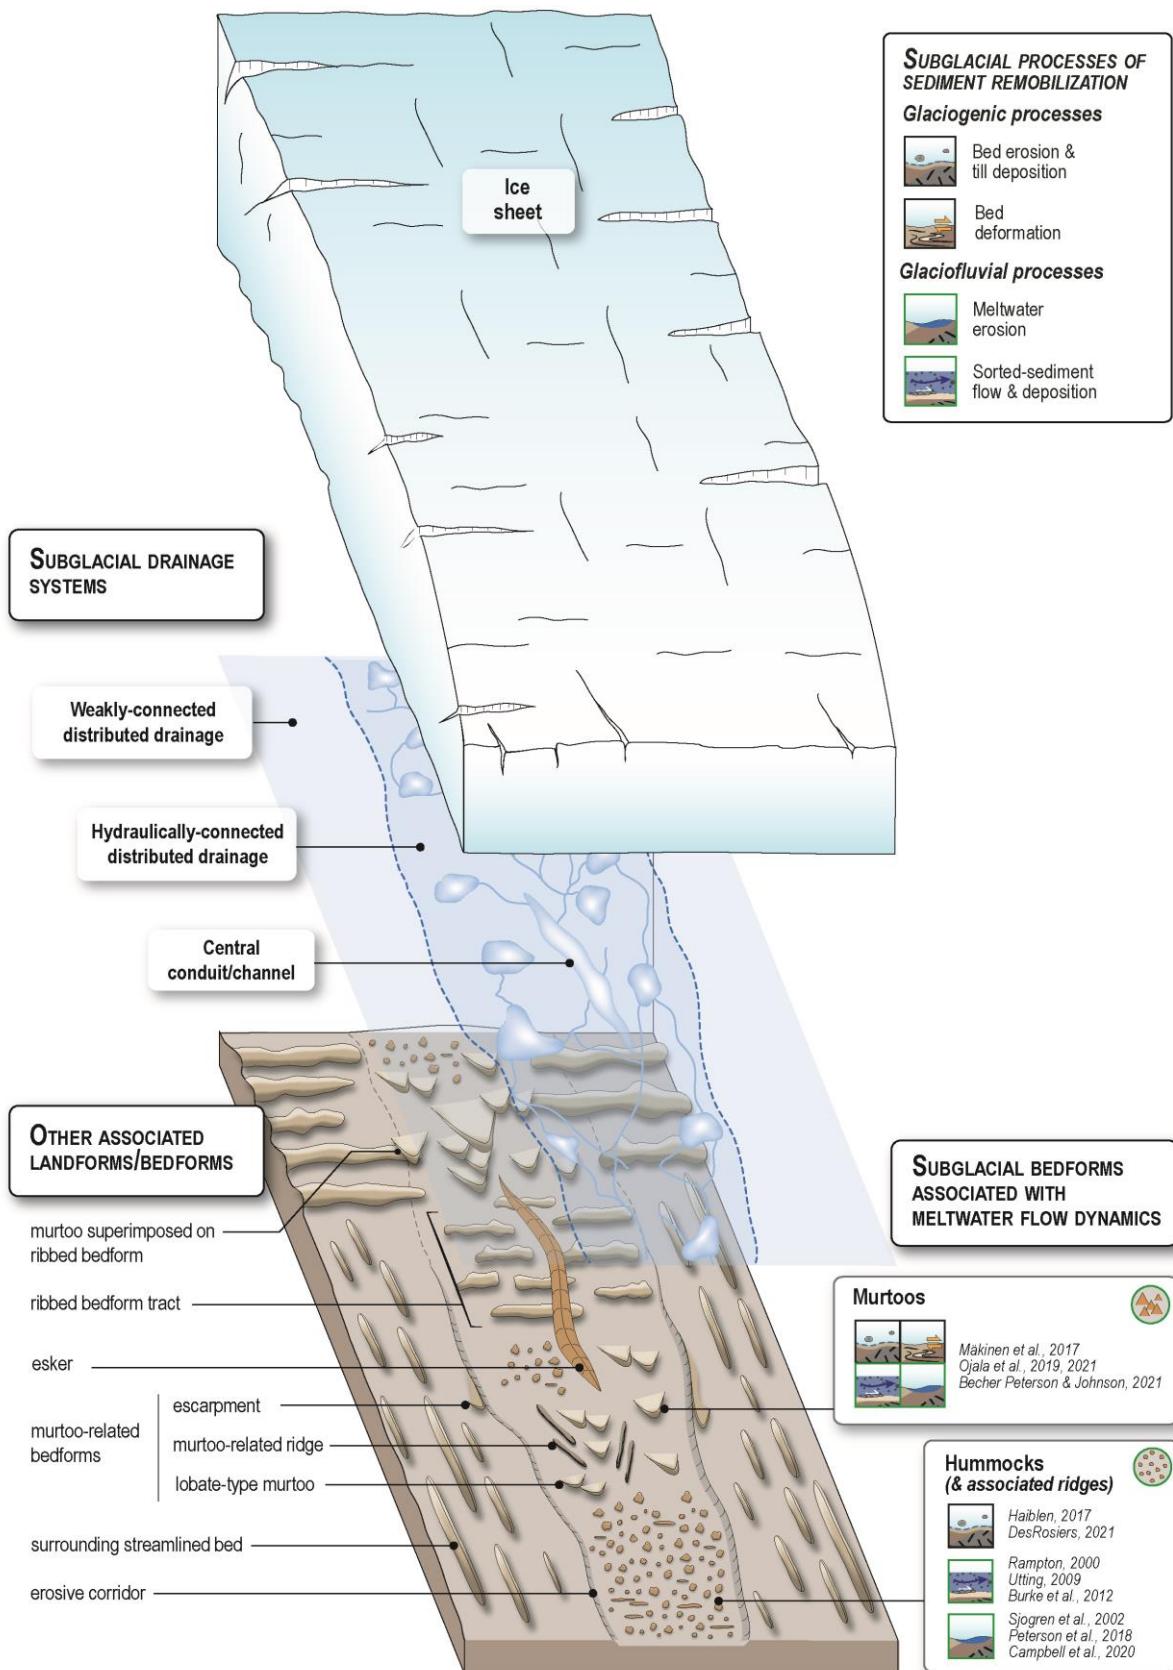 SUBGLACIAL PROCESSES OF
SEDIMENT REMOBILIZATION
Glaciogenic processes
Bed erosion &
till deposition
Bed
deformation
Glaciofluvial processes
Meltwater
erosion
Sorted-sediment
flow & deposition
Ice
sheet
SUBGLACIAL DRAINAGE
SYSTEMS
Weakly-connected
distributed drainage
Hydraulically-connected
distributed drainage
Central
conduit/channel
OTHER ASSOCIATED
LANDFORMS/BEDFORMS
murtoo superimposed on
ribbed bedform
ribbed bedform tract
esker
murtoo-related
bedforms
escarpment
murtoo-related ridge
lobate-type murtoo
surrounding streamlined bed
erosive corridor
SUBGLACIAL BEDFORMS
ASSOCIATED WITH
MELTWATER FLOW DYNAMICS
Murtoos
Mäkinen et al., 2017
Ojala et al., 2019, 2021
Becher Peterson & Johnson, 2021
Hummocks
(& associated ridges)
Haiblen, 2017
DesRosiers, 2021
Rampton, 2000
Utting, 2009
Burke et al., 2012
Sjogren et al., 2002
Peterson et al., 2018
Campbell et al., 2020